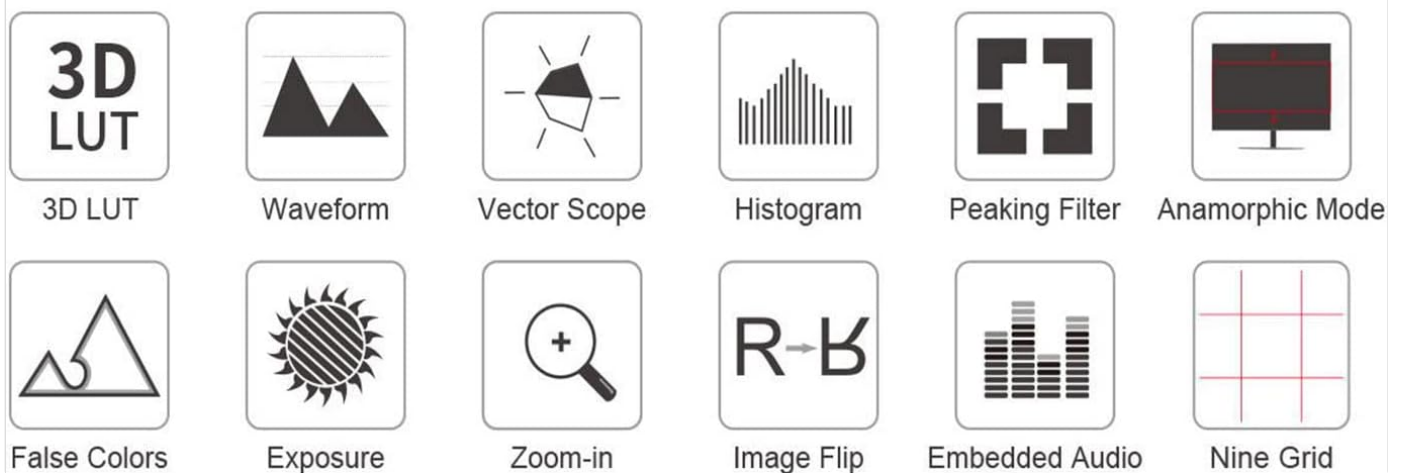 3D
LUT
3D LUT
Waveform
Vector Scope
Histogram
Peaking Filter
Anamorphic Mode
False Colors
Exposure
Zoom-in
R
Image Flip
Embedded Audio
Nine Grid